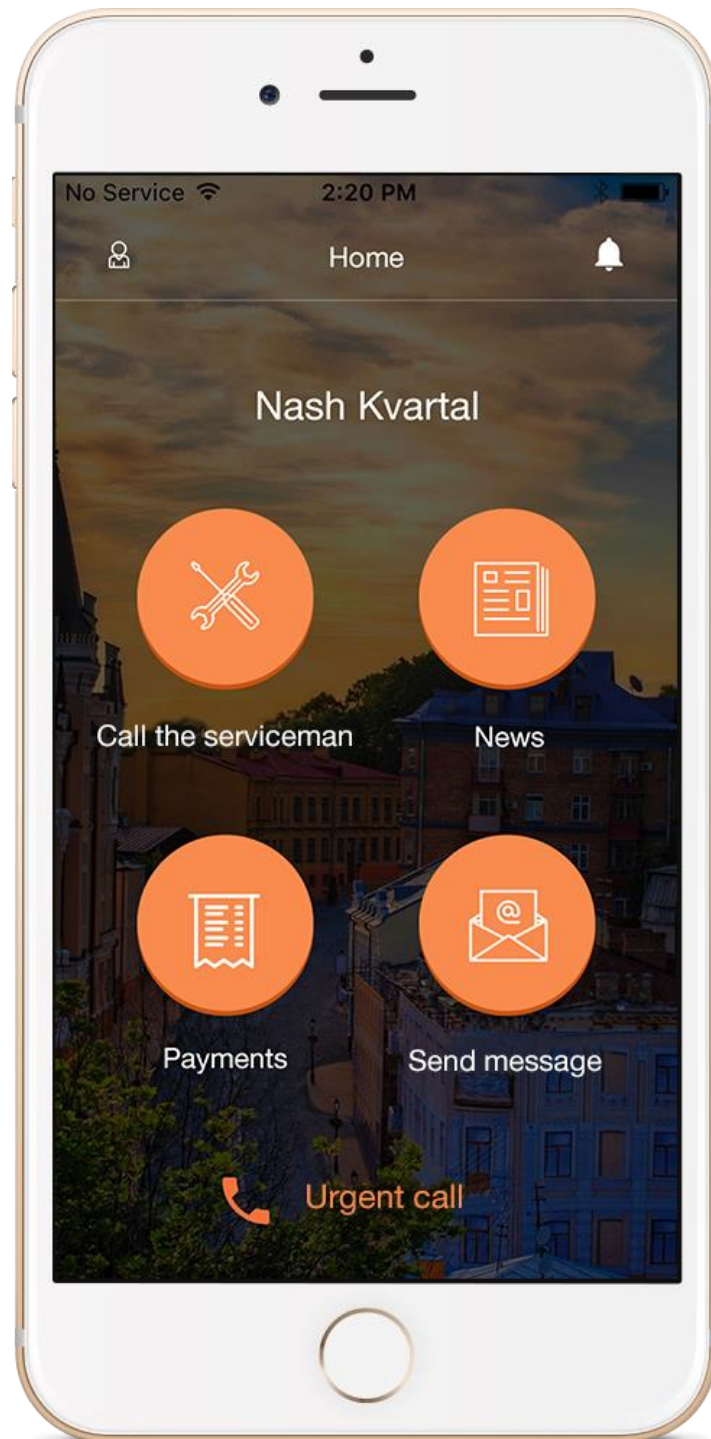 No Service 2:20 PM
Home
Nash Kvartal
Call the serviceman News
@
Payments Send message
Urgent call